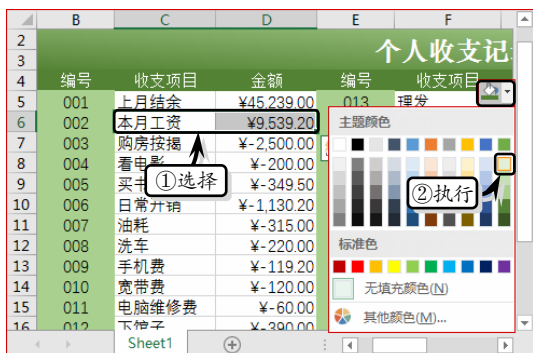 B C D E F
2
3 个人收支记
4 编号 收支项目 金额 编号 收支项目
5 001 上月结余 ¥45,239.00 013 理发
6 002 本月工资 ¥9,539.20
7 003 购房按揭 ¥-2,500.00
8 004 看电影 ¥-200.00
9 005 买书 ¥-349.50
10 006 日常开销 ¥-1,130.20
11 007 油耗 ¥-315.00
12 008 洗车 ¥-220.00
13 009 手机费 ¥-119.20
14 010 宽带费 ¥-120.00
15 011 电脑维修费 ¥-60.00
16 012 下馆子 ¥-390.00
①选择
主题颜色
②执行
标准色
无填充颜色(N)
其他颜色(M)...
Sheet1